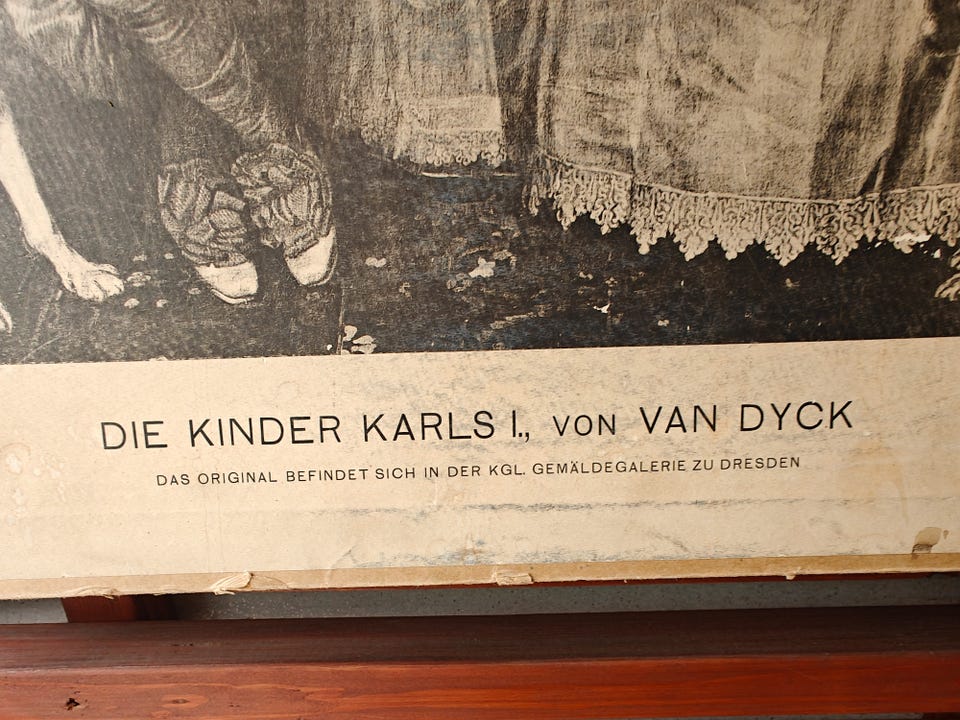 DIE KINDER KARLS I., VON VAN DYCK
DAS ORIGINAL BEFINDET SICH IN DER KGL. GEMÄLDEGALERIE ZU DRESDEN